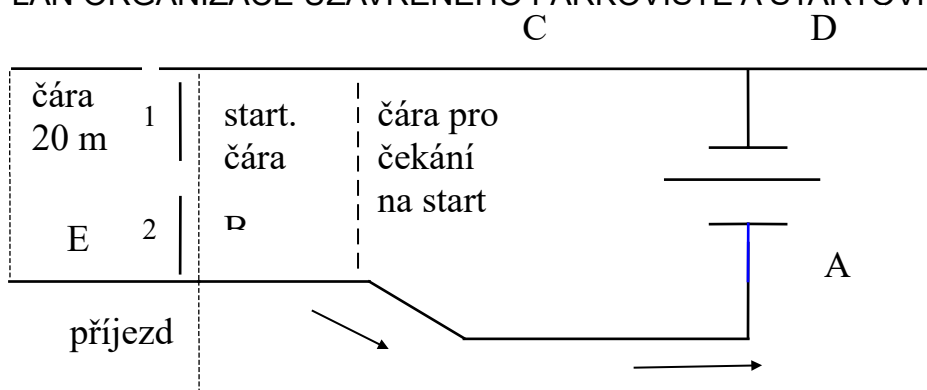 C D
čára
20 m
1
start.
čára
čára pro
čekání
na start
E
2
A
příjezd